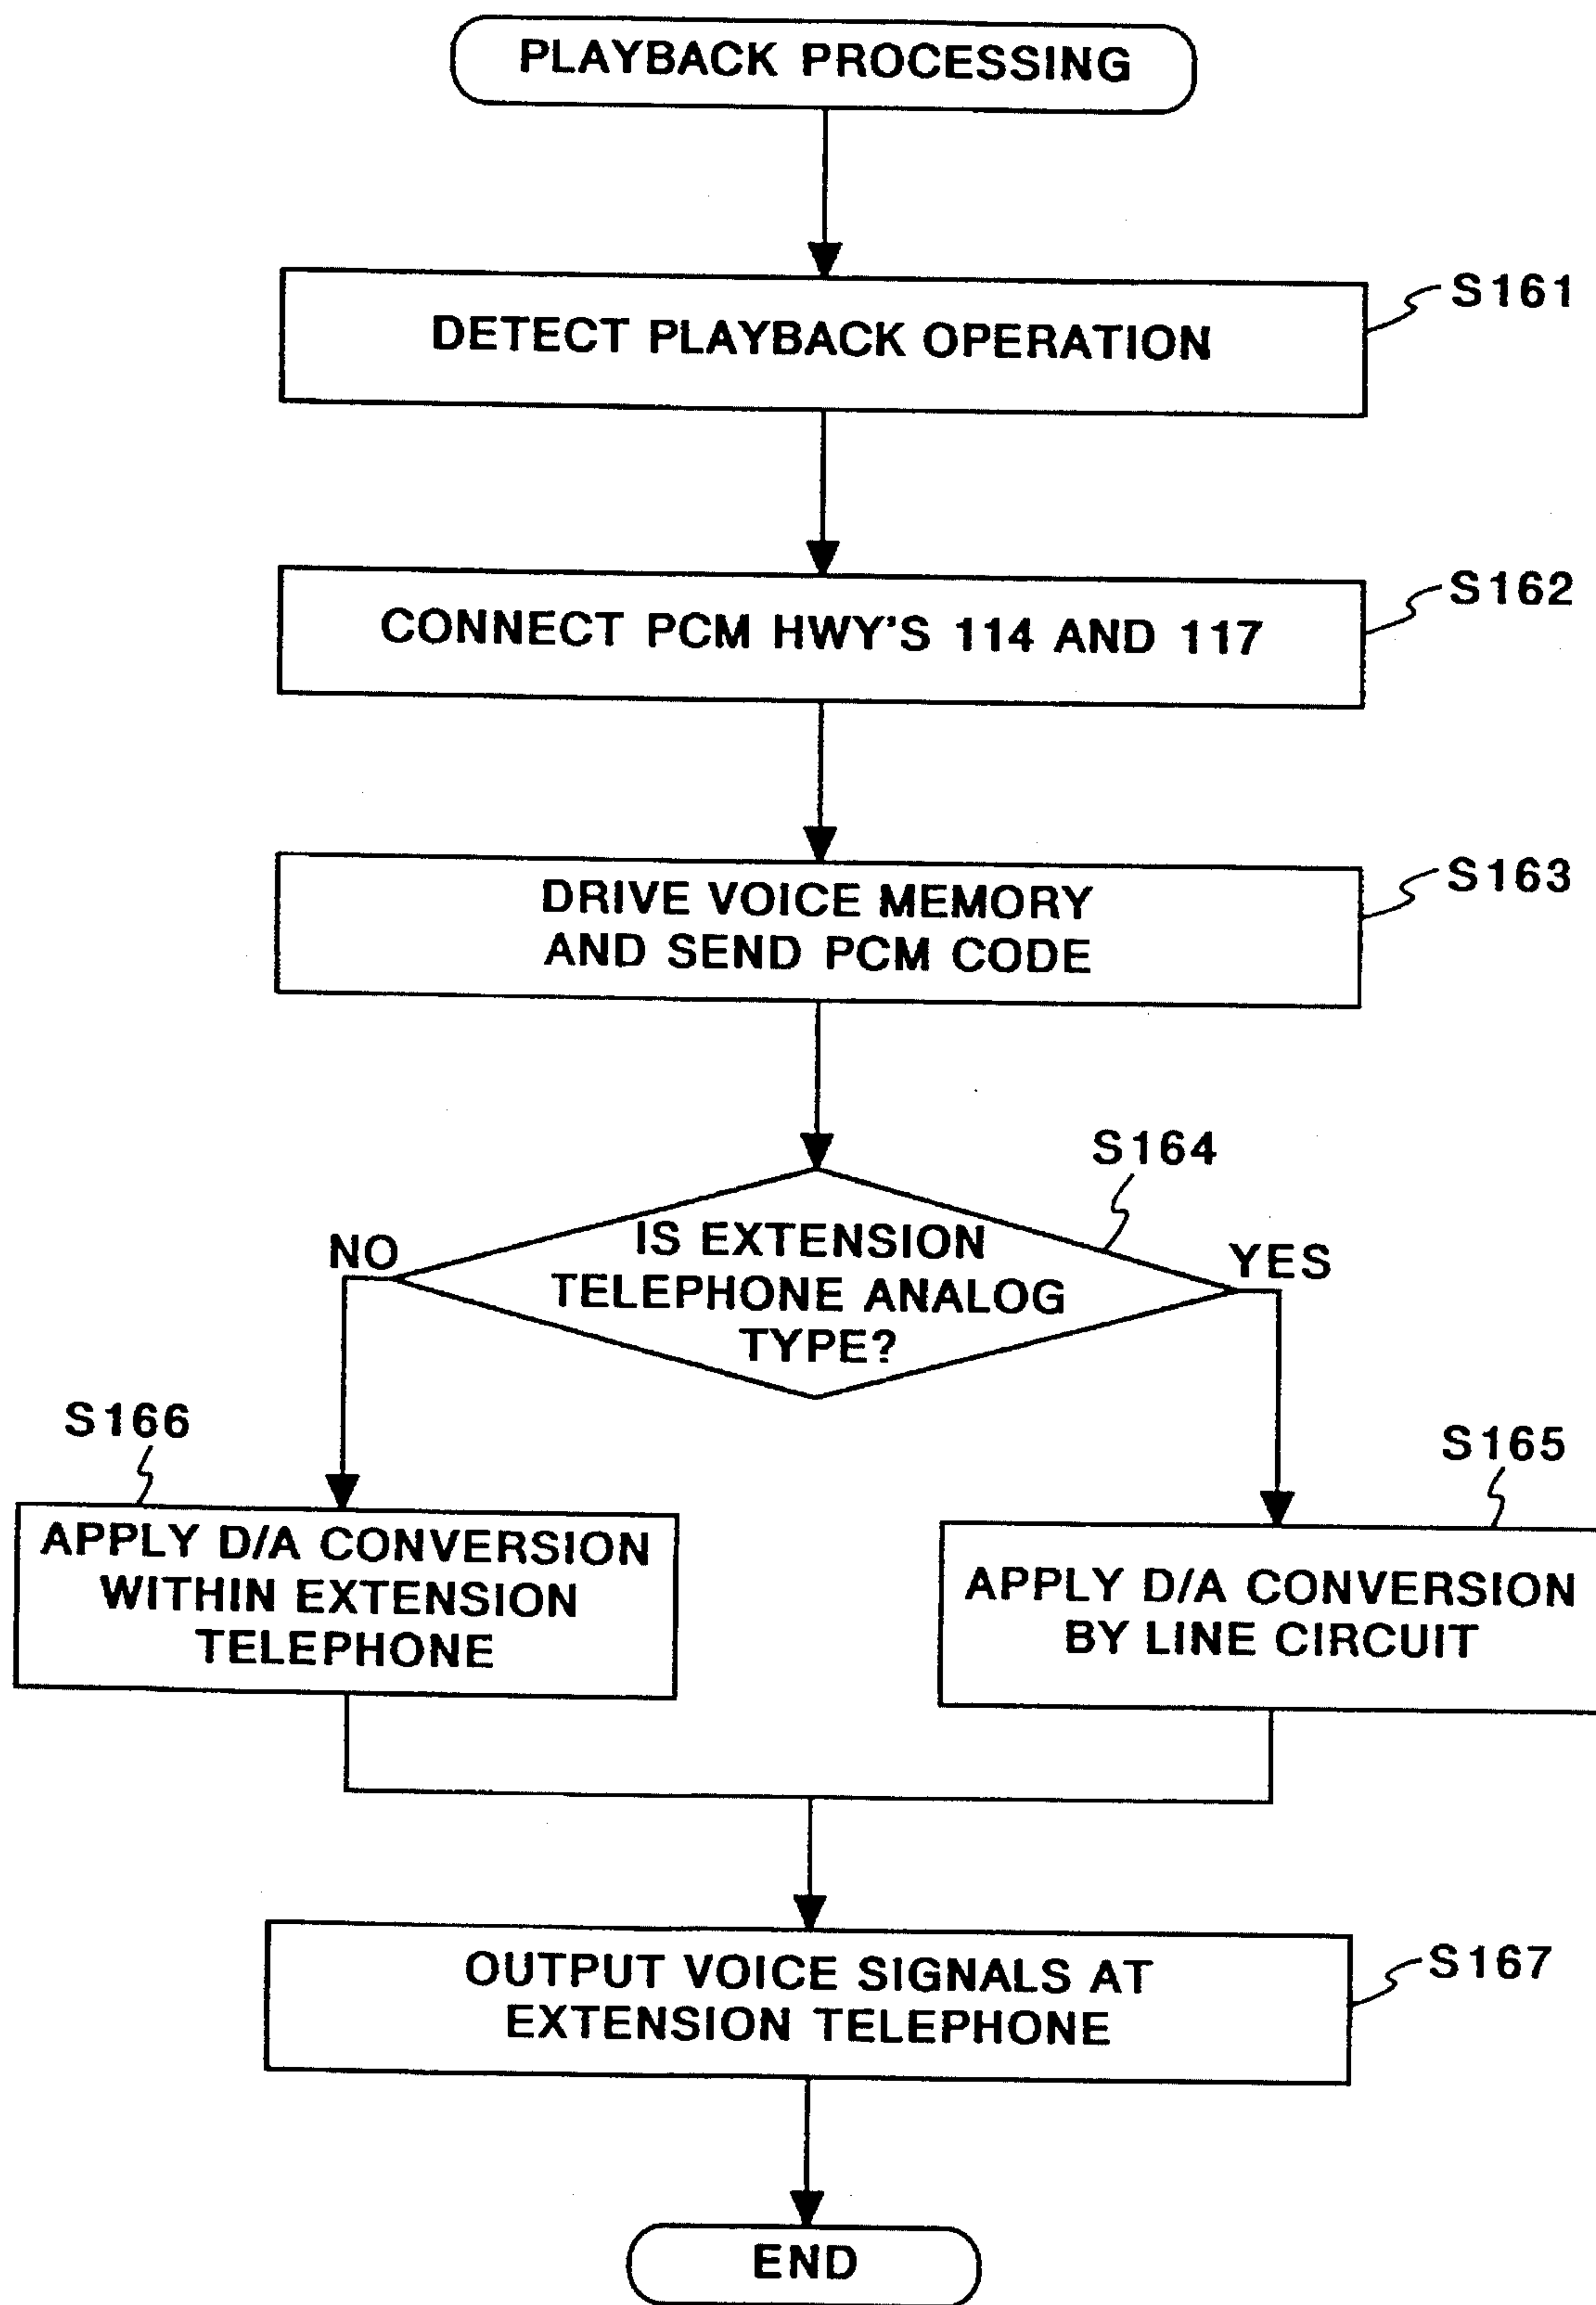 PLAYBACK PROCESSING
S161
DETECT PLAYBACK OPERATION
S162
CONNECT PCM HWY'S 114 AND 117
S163
DRIVE VOICE MEMORY
AND SEND PCM CODE
S164
NO
IS EXTENSION
YES
TELEPHONE ANALOG
TYPE?
S166
S165
APPLY D/A CONVERSION
WITHIN EXTENSION
TELEPHONE
APPLY D/A CONVERSION
BY LINE CIRCUIT
OUTPUT VOICE SIGNALS AT
EXTENSION TELEPHONE
S167
END